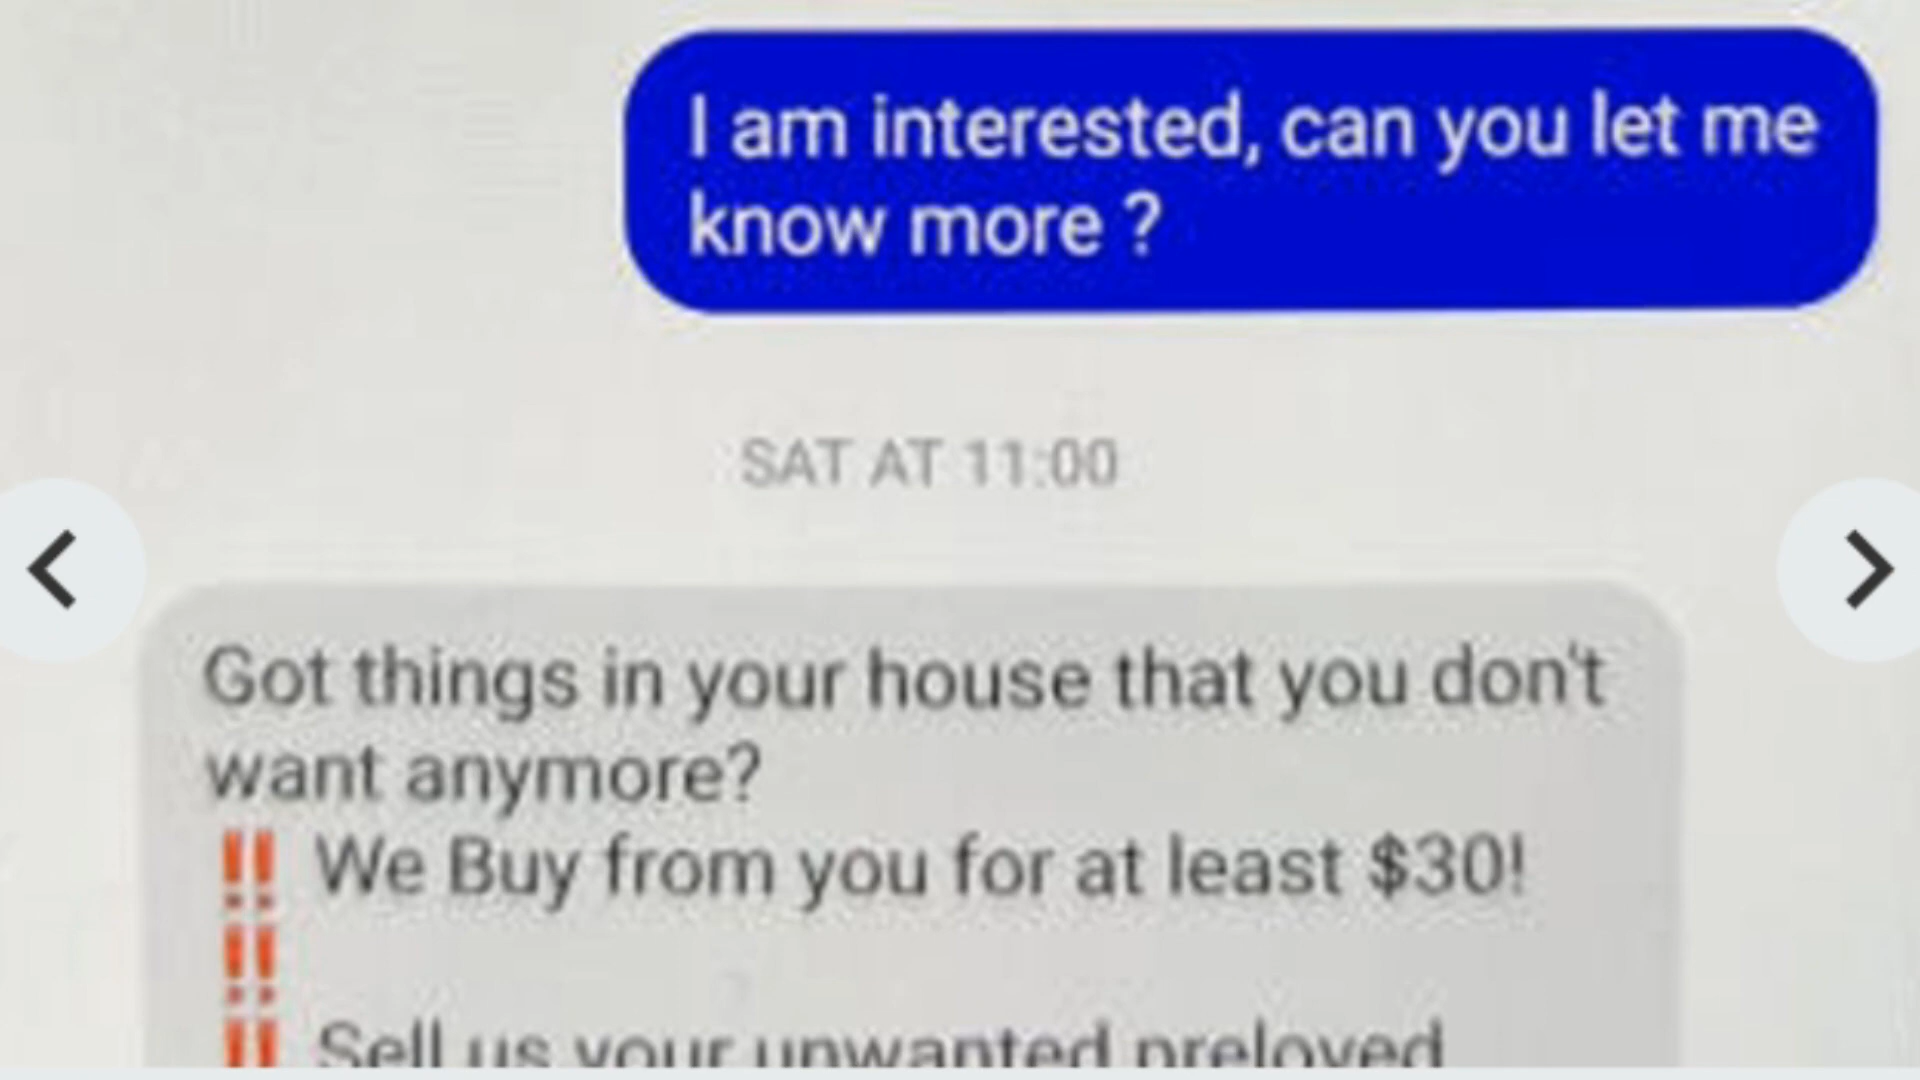 I am interested, can you let me
know more ?
SAT AT 11:00
Got things in your house that you don't
want anymore?
‼ We Buy from you for at least $30!
‼
‼ Sell us your unwanted preloved